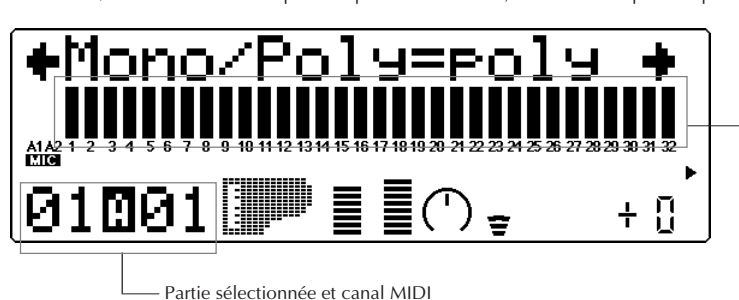 Mono/Poly=poly
A1 A2 1 2 3 4 5 6 7 8 9 10 11 12 13 14 15 16 17 18 19 20 21 22 23 24 25 26 27 28 29 30 31 32
MIC
01A01 ÷ 0
Partie sélectionnée et canal MIDI